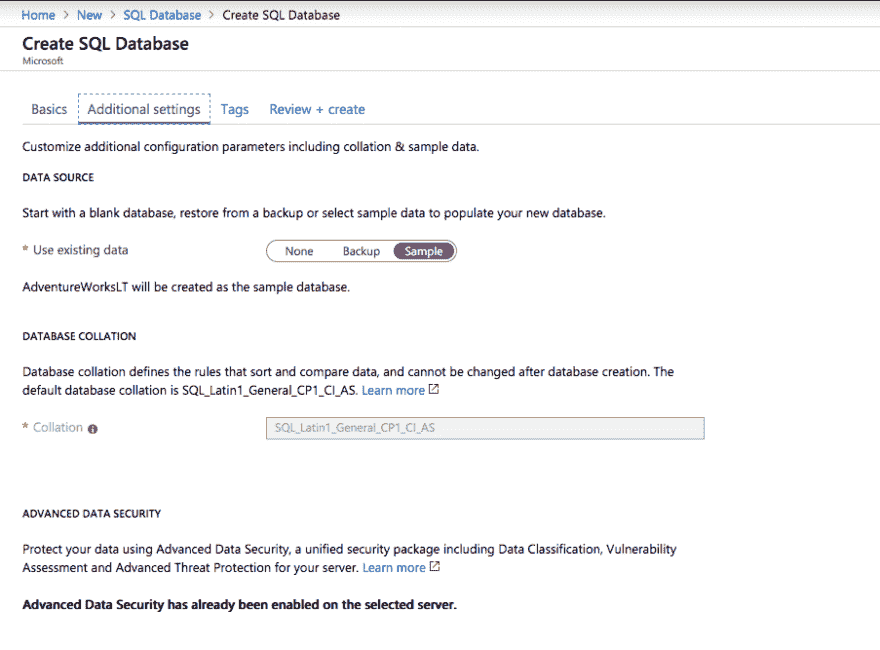 Home > New > SQL Database > Create SQL Database
Create SQL Database
Microsoft
Basics Additional settings Tags Review + create
Customize additional configuration parameters including collation & sample data.
DATA SOURCE
Start with a blank database, restore from a backup or select sample data to populate your new database.
* Use existing data None Backup Sample
AdventureWorksLT will be created as the sample database.
DATABASE COLLATION
Database collation defines the rules that sort and compare data, and cannot be changed after database creation. The
default database collation is SQL_Latin1_General_CP1_CI_AS. Learn more
* Collation SQL_Latin1_General_CP1_CI_AS
ADVANCED DATA SECURITY
Protect your data using Advanced Data Security, a unified security package including Data Classification, Vulnerability
Assessment and Advanced Threat Protection for your server. Learn more
Advanced Data Security has already been enabled on the selected server.